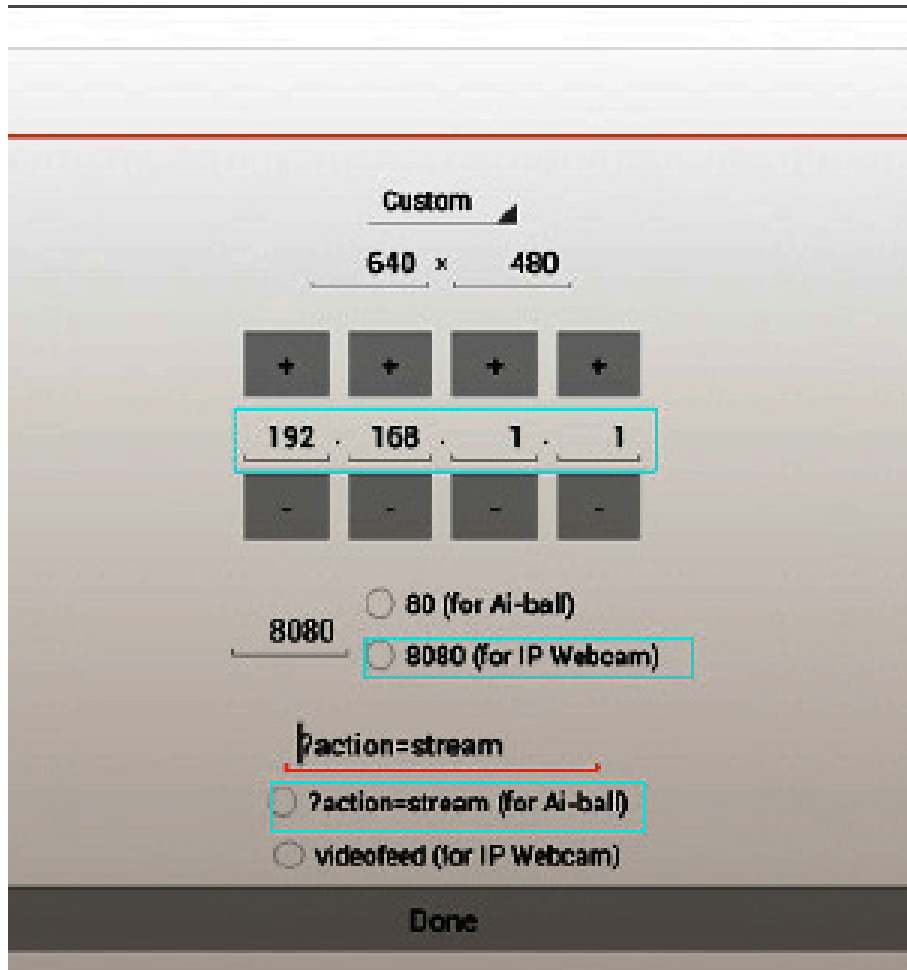 Custom
640 × 480
+ + + +
192 . 168 . 1 . 1
- - - -
80 (for Ai-ball)
8080
8080 (for IP Webcam)
?action=stream
?action=stream (for Ai-ball)
videofeed (for IP Webcam)
Done